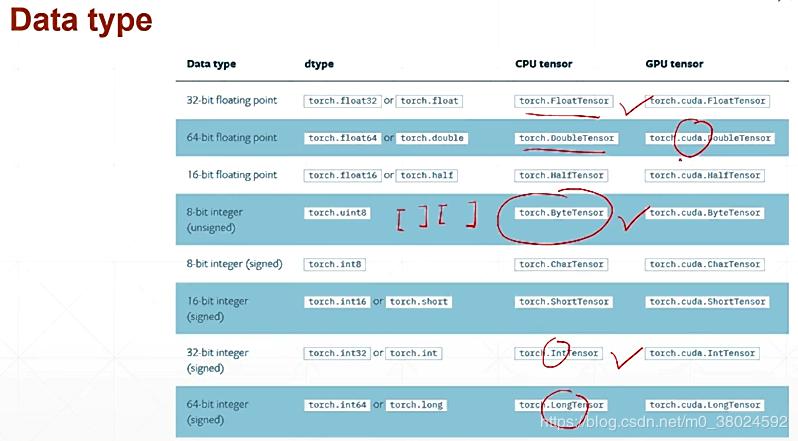 Data type
Data type dtype CPU tensor GPU tensor
32-bit floating point torch.float32 or torch.float torch.FloatTensor torch.cuda.FloatTensor
64-bit floating point torch.float64 or torch.double torch.DoubleTensor torch.cuda.DoubleTensor
16-bit floating point torch.float16 or torch.half torch.HalfTensor torch.cuda.HalfTensor
8-bit integer torch.uint8 [ ] [ ] torch.ByteTensor torch.cuda.ByteTensor
(unsigned)
8-bit integer (signed) torch.int8 torch.CharTensor torch.cuda.CharTensor
16-bit integer torch.int16 or torch.short torch.ShortTensor torch.cuda.ShortTensor
(signed)
32-bit integer torch.int32 or torch.int torch.IntTensor torch.cuda.IntTensor
(signed)
64-bit integer torch.int64 or torch.long torch.LongTensor torch.cuda.LongTensor
(signed)
https://blog.csdn.net/m0_38024592